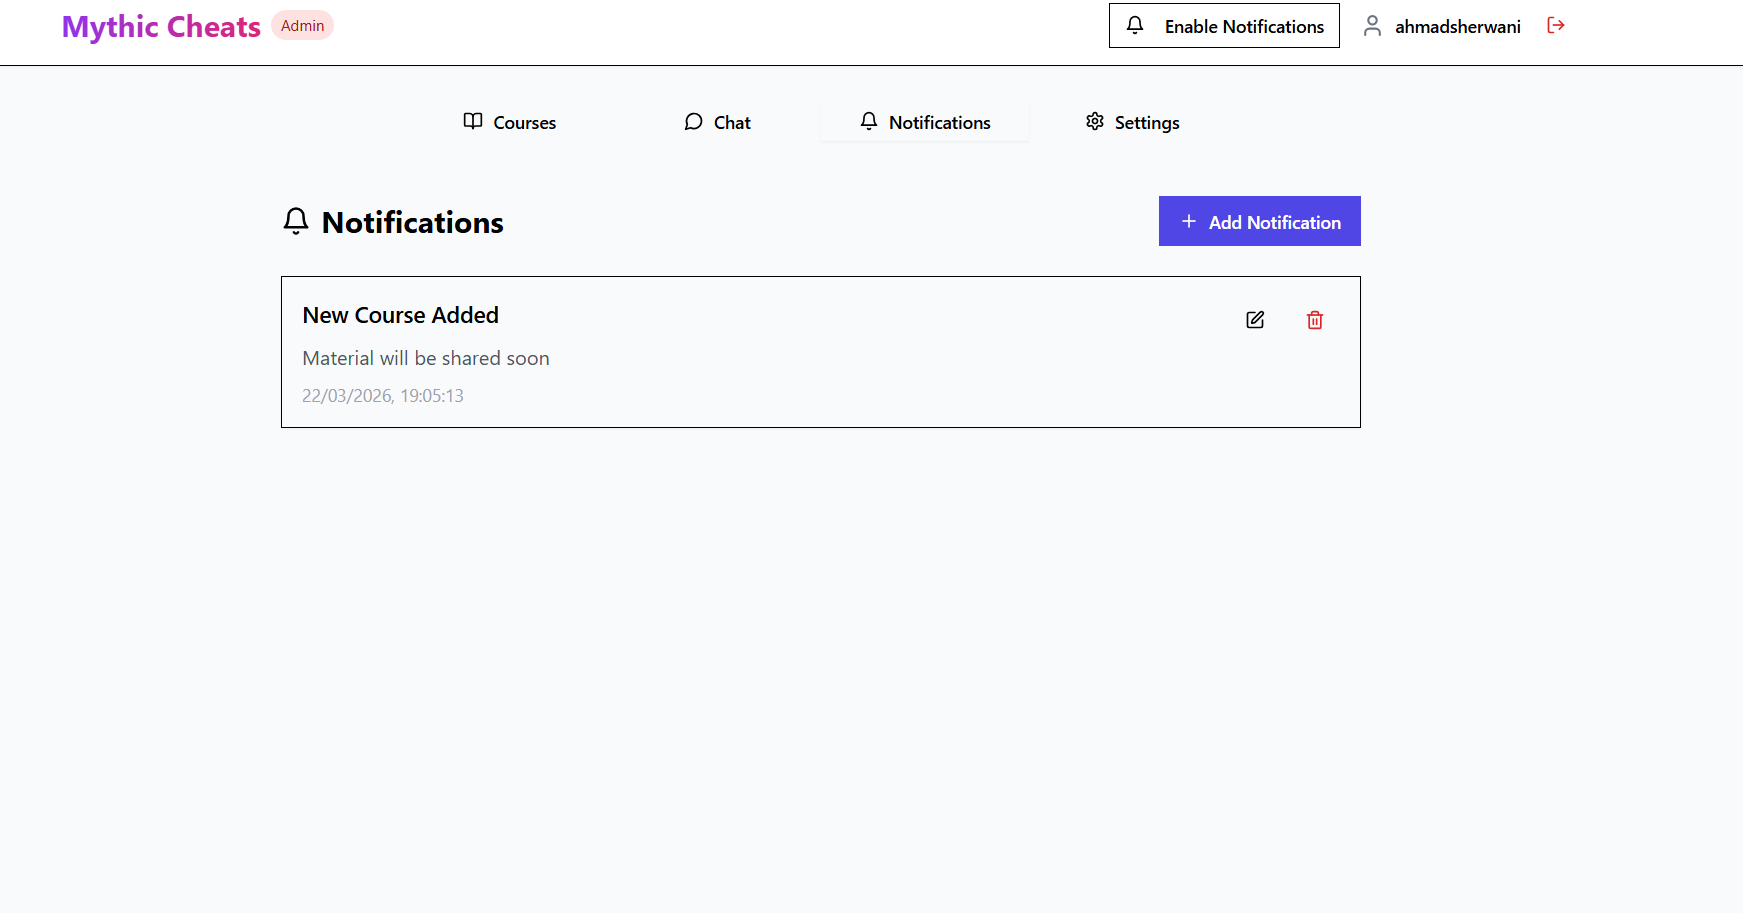 Mythic Cheats Admin Enable Notifications ahmadsherwani
Courses Chat Notifications Settings
Notifications Add Notification
New Course Added
Material will be shared soon
22/03/2026, 19:05:13